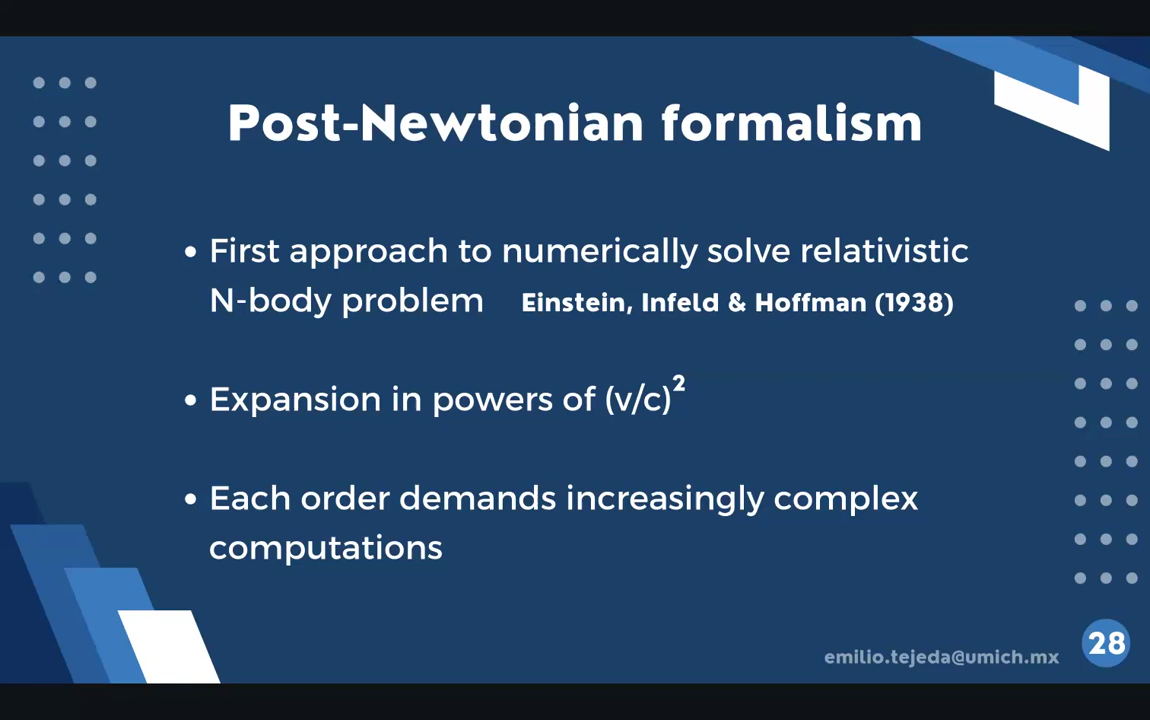 Post-Newtonian formalism
• First approach to numerically solve relativistic
N-body problem Einstein, Infeld & Hoffman (1938)
• Expansion in powers of (v/c)²
• Each order demands increasingly complex
computations
emilio.tejeda@umich.mx 28